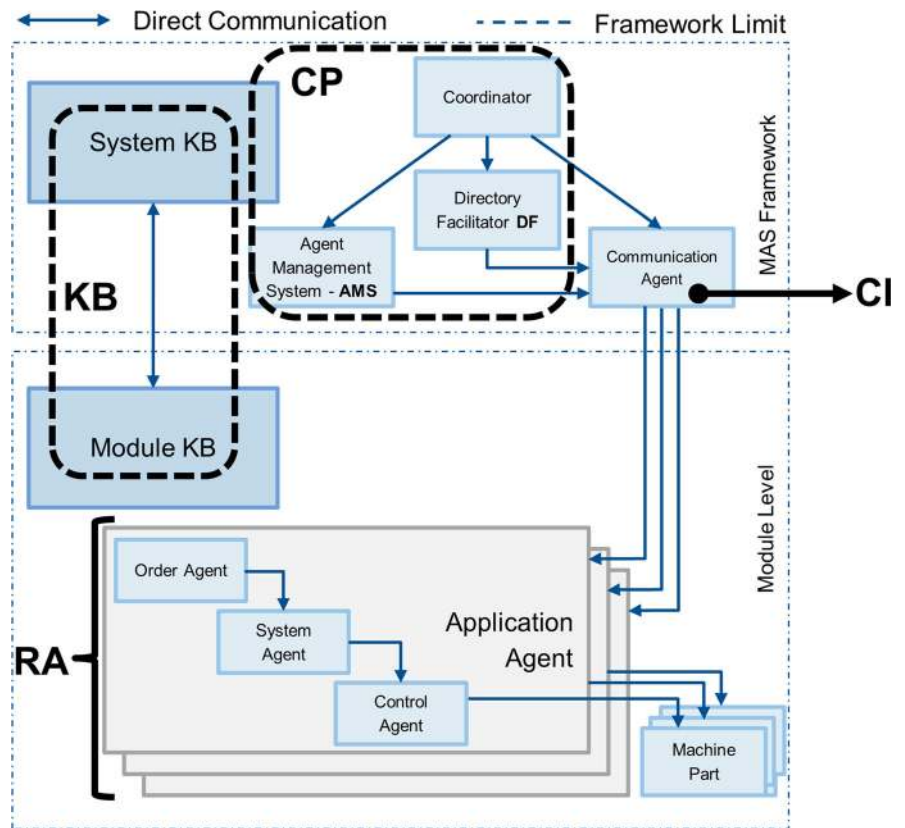 Direct Communication
Framework Limit
CP
Coordinator
System KB
Directory
Facilitator DF
Agent
Management
System - AMS
Communication
Agent
MAS Framework
KB
CI
Module KB
Module Level
RA
Order Agent
System
Agent
Control
Agent
Application
Agent
Machine
Part